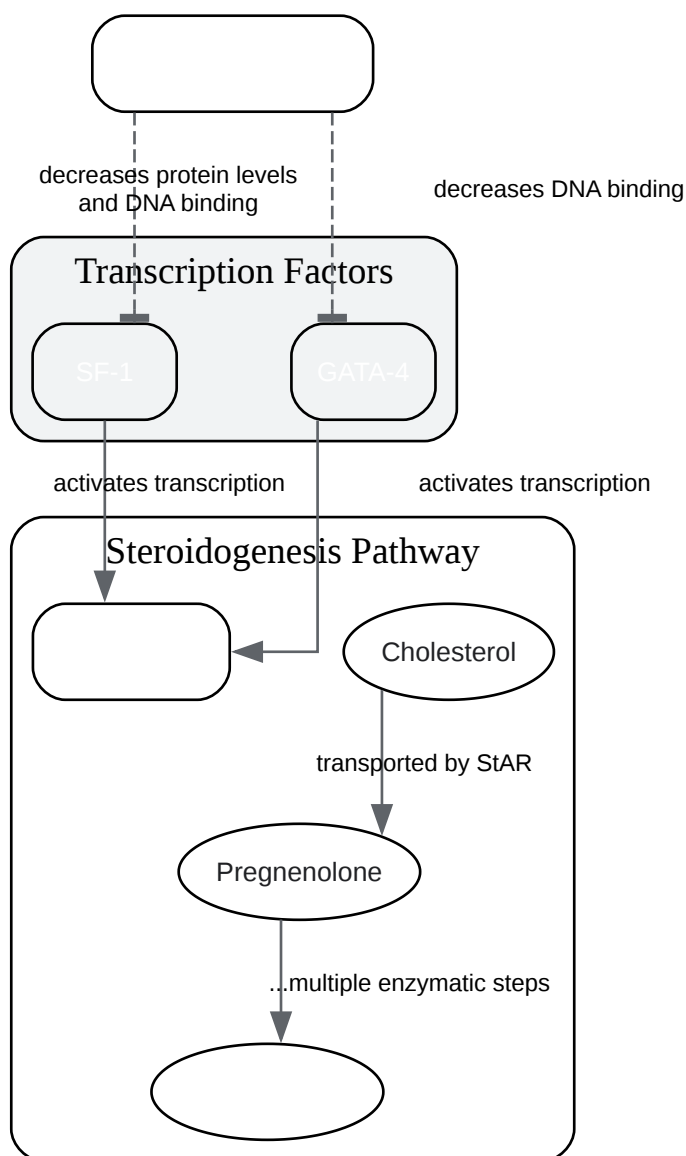 decreases protein levels
and DNA binding
decreases DNA binding
Transcription Factors
SF-1
GATA-4
activates transcription
activates transcription
Steroidogenesis Pathway
Cholesterol
transported by StAR
Pregnenolone
...multiple enzymatic steps